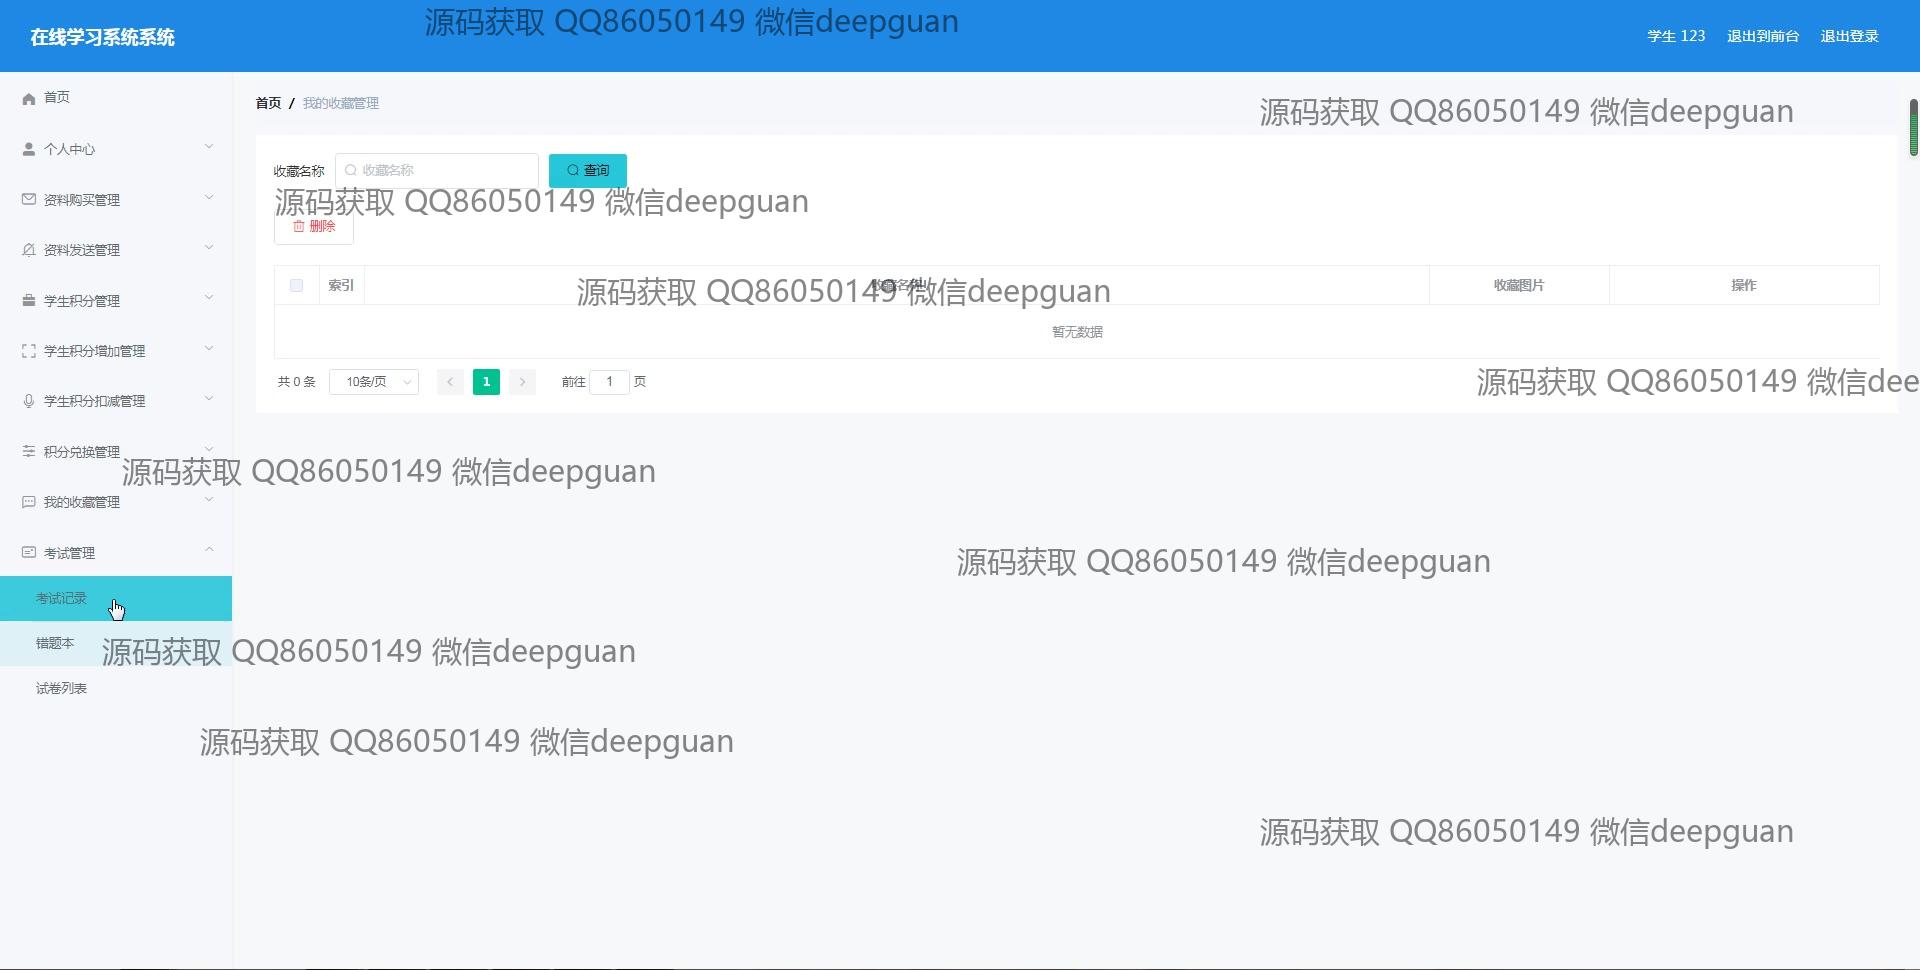 源码获取 QQ86050149 微信deepguan
在线学习系统系统
学生 123 退出到前台 退出登录
首页
首页 / 我的收藏管理
源码获取 QQ86050149 微信deepguan
个人中心
收藏名称 收藏名称 查询
资料购买管理
源码获取 QQ86050149 微信deepguan
删除
资料发送管理
索引 收藏名称 收藏图片 操作
源码获取 QQ86050149 微信deepguan
学生积分管理
暂无数据
学生积分增加管理
共 0 条 10条/页 1 前往 1 页
源码获取 QQ86050149 微信dee
学生积分扣减管理
积分兑换管理
源码获取 QQ86050149 微信deepguan
我的收藏管理
考试管理
源码获取 QQ86050149 微信deepguan
考试记录
错题本
源码获取 QQ86050149 微信deepguan
试卷列表
源码获取 QQ86050149 微信deepguan
源码获取 QQ86050149 微信deepguan